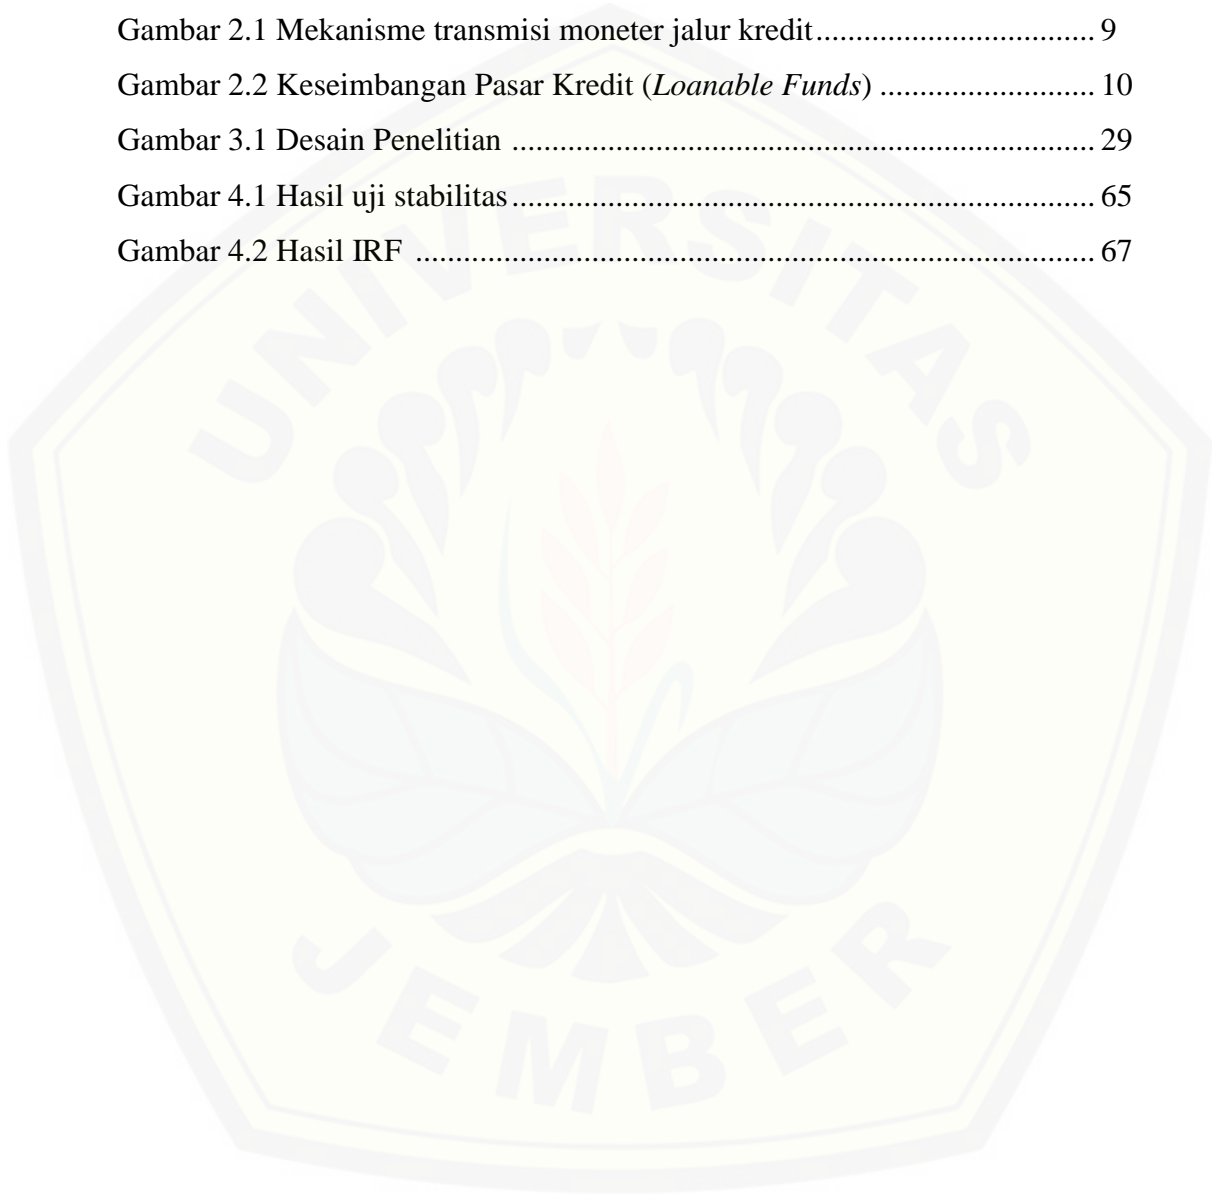 Gambar 2.1 Mekanisme transmisi moneter jalur kredit.................................. 9
Gambar 2.2 Keseimbangan Pasar Kredit (Loanable Funds) .......................... 10
Gambar 3.1 Desain Penelitian ....................................................................... 29
Gambar 4.1 Hasil uji stabilitas....................................................................... 65
Gambar 4.2 Hasil IRF ................................................................................... 67
UNIVERSITAS
JEMBER